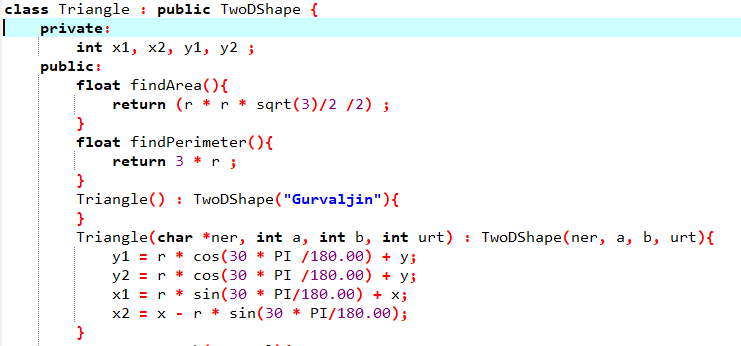 class Triangle : public TwoDShape {
private:
int x1, x2, y1, y2 ;
public:
float findArea(){
return (r * r * sqrt(3)/2 /2) ;
}
float findPerimeter(){
return 3 * r ;
}
Triangle() : TwoDShape("Gurvaljin"){
}
Triangle(char *ner, int a, int b, int urt) : TwoDShape(ner, a, b, urt){
y1 = r * cos(30 * PI /180.00) + y;
y2 = r * cos(30 * PI /180.00) + y;
x1 = r * sin(30 * PI/180.00) + x;
x2 = x - r * sin(30 * PI/180.00);
}